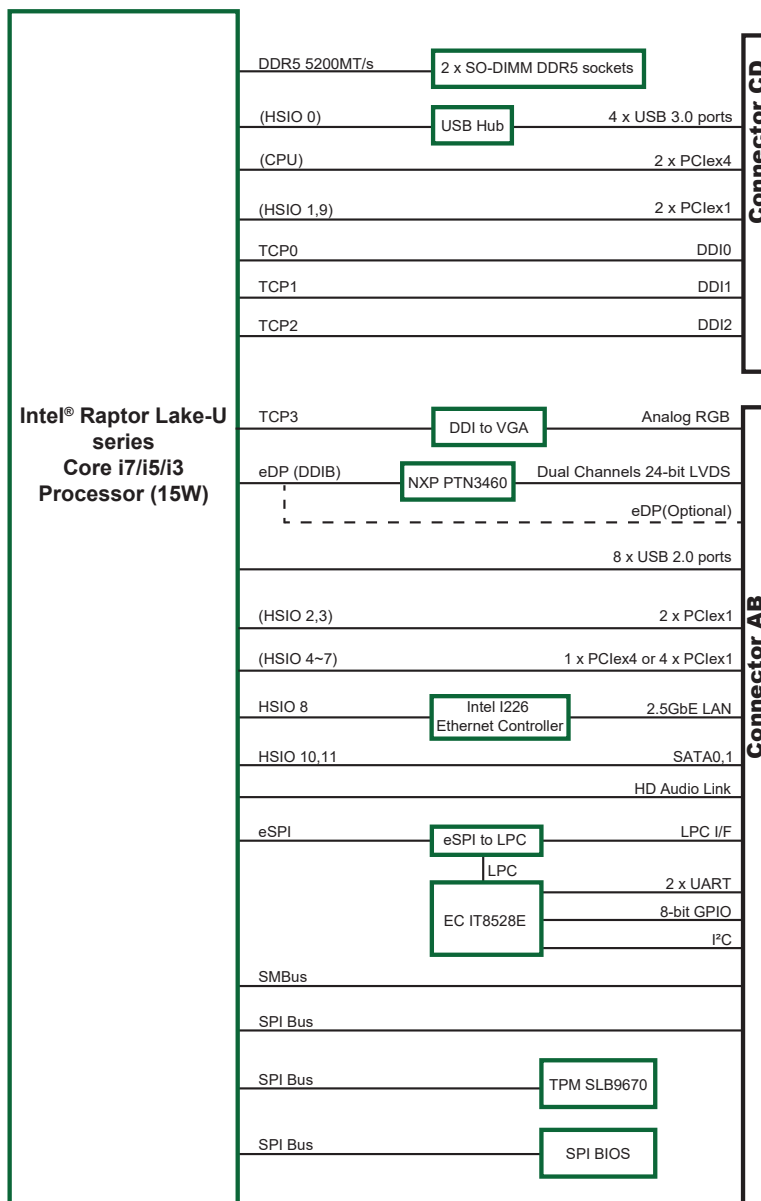 DDR5 5200MT/s
2 x SO-DIMM DDR5 sockets
(HSIO 0)
USB Hub
4 x USB 3.0 ports
(CPU)
2 x PCIex4
(HSIO 1,9)
2 x PCIex1
TCP0
DDI0
TCP1
DDI1
TCP2
DDI2
Connector CD
Intel® Raptor Lake-U
series
Core i7/i5/i3
Processor (15W)
TCP3
DDI to VGA
Analog RGB
eDP (DDIB)
NXP PTN3460
Dual Channels 24-bit LVDS
eDP(Optional)
8 x USB 2.0 ports
(HSIO 2,3)
2 x PCIex1
(HSIO 4~7)
1 x PCIex4 or 4 x PCIex1
HSIO 8
Intel I226
Ethernet Controller
2.5GbE LAN
HSIO 10,11
SATA0,1
HD Audio Link
eSPI
eSPI to LPC
LPC I/F
LPC
EC IT8528E
2 x UART
8-bit GPIO
I²C
SMBus
SPI Bus
SPI Bus
TPM SLB9670
SPI Bus
SPI BIOS
Connector AB